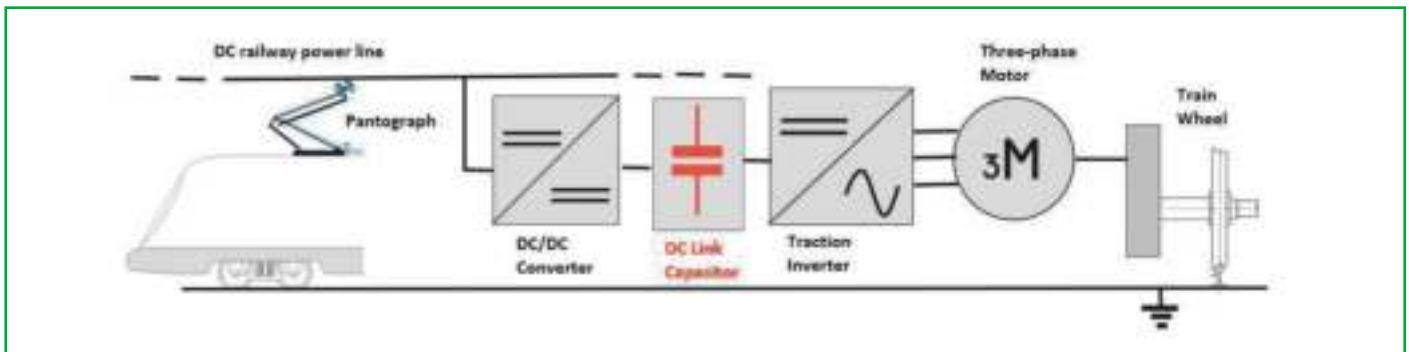 DC railway power line
Pantograph
DC/DC
Converter
DC Link
Capacitor
Traction
Inverter
Three-phase
Motor
3M
Train
Wheel